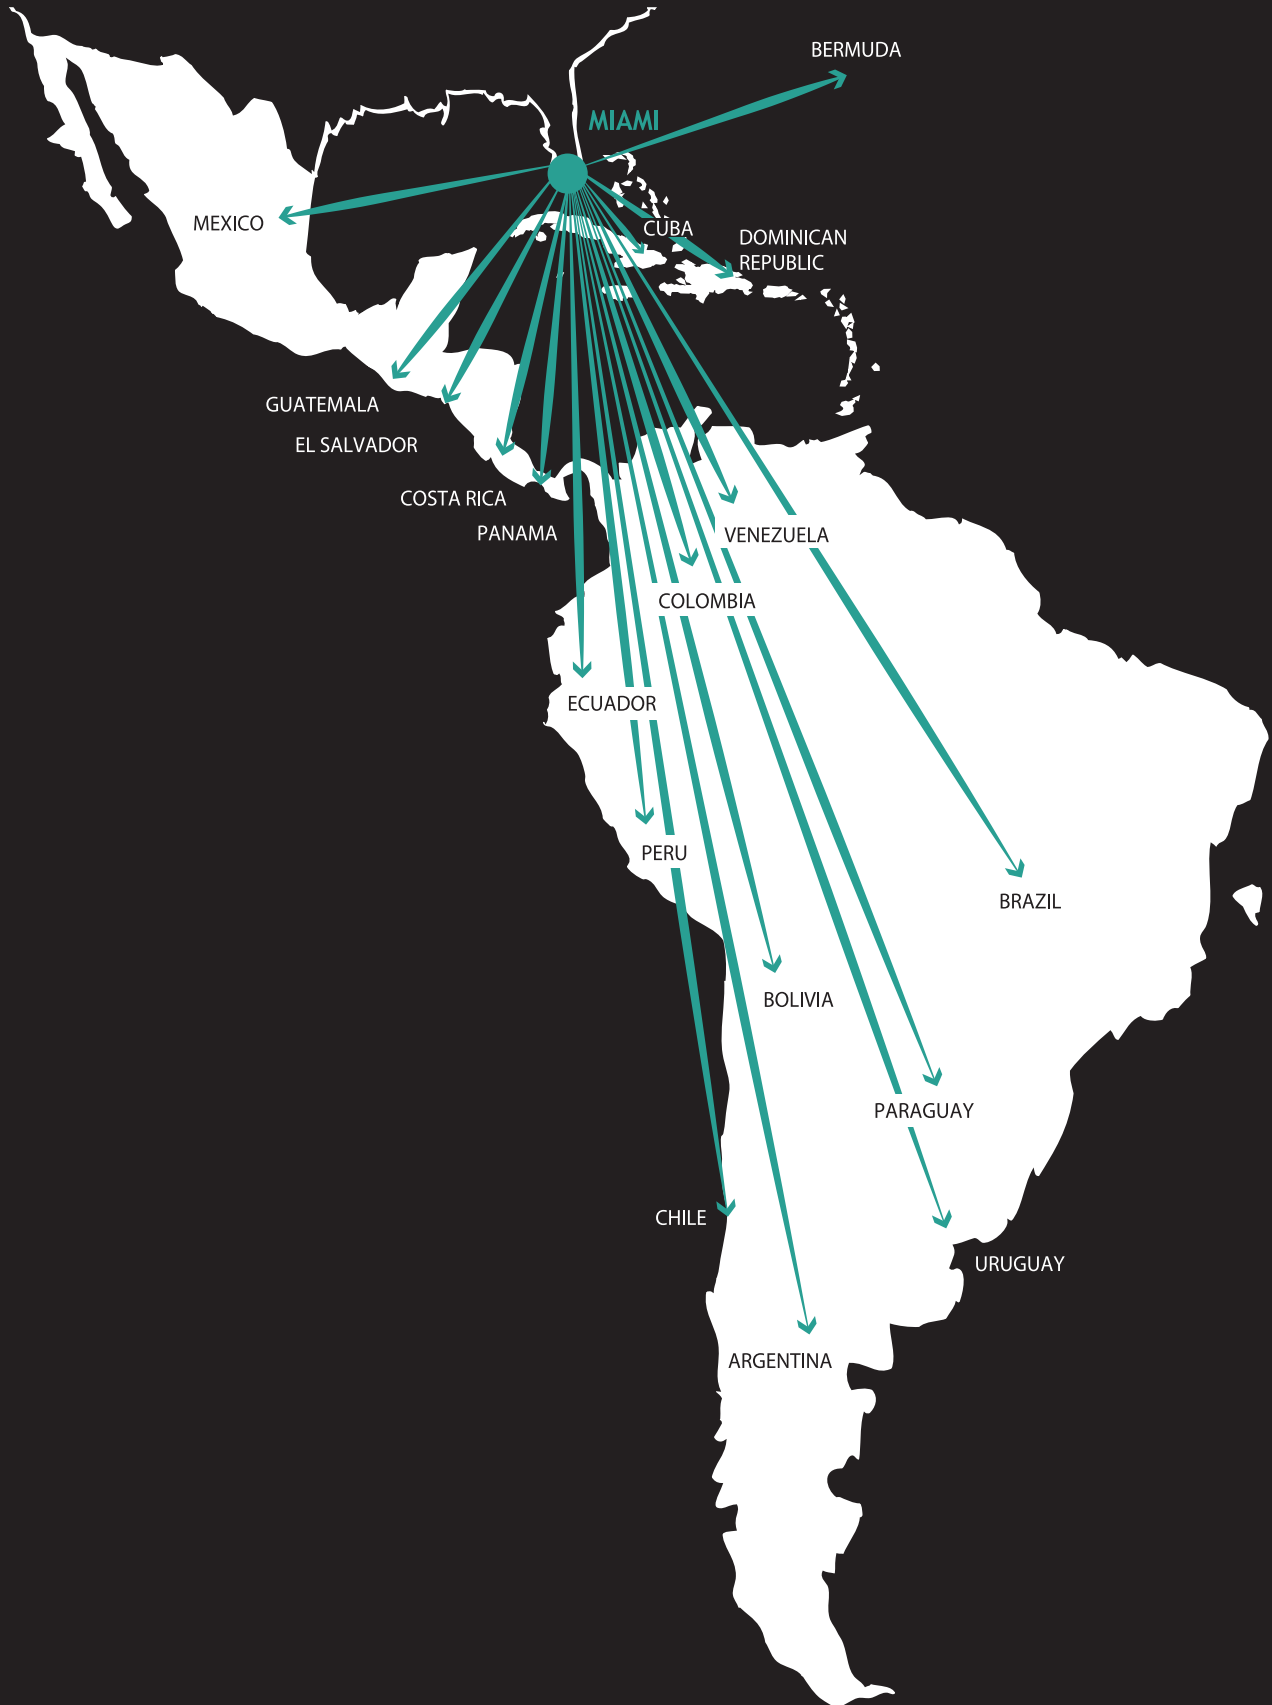 BERMUDA
MIAMI
MEXICO
CUBA
DOMINICAN
REPUBLIC
GUATEMALA
EL SALVADOR
COSTA RICA
PANAMA
VENEZUELA
COLOMBIA
ECUADOR
PERU
BRAZIL
BOLIVIA
PARAGUAY
CHILE
URUGUAY
ARGENTINA